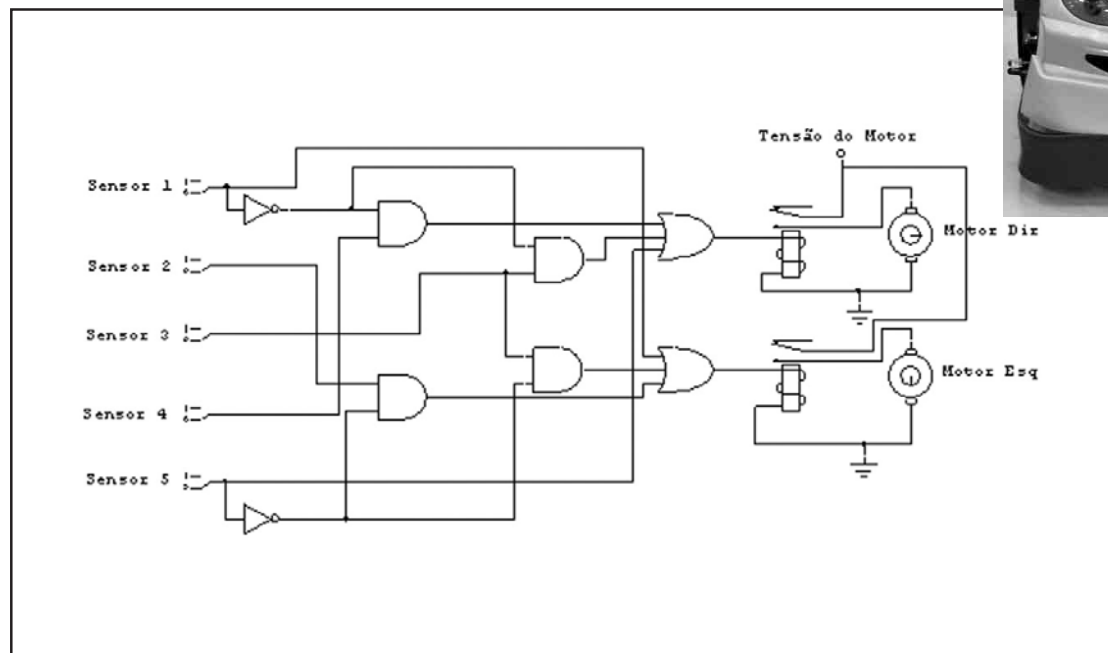 Tensão do Motor
Sensor 1
Motor Dir
Sensor 2
Sensor 3
Motor Esq
Sensor 4
Sensor 5